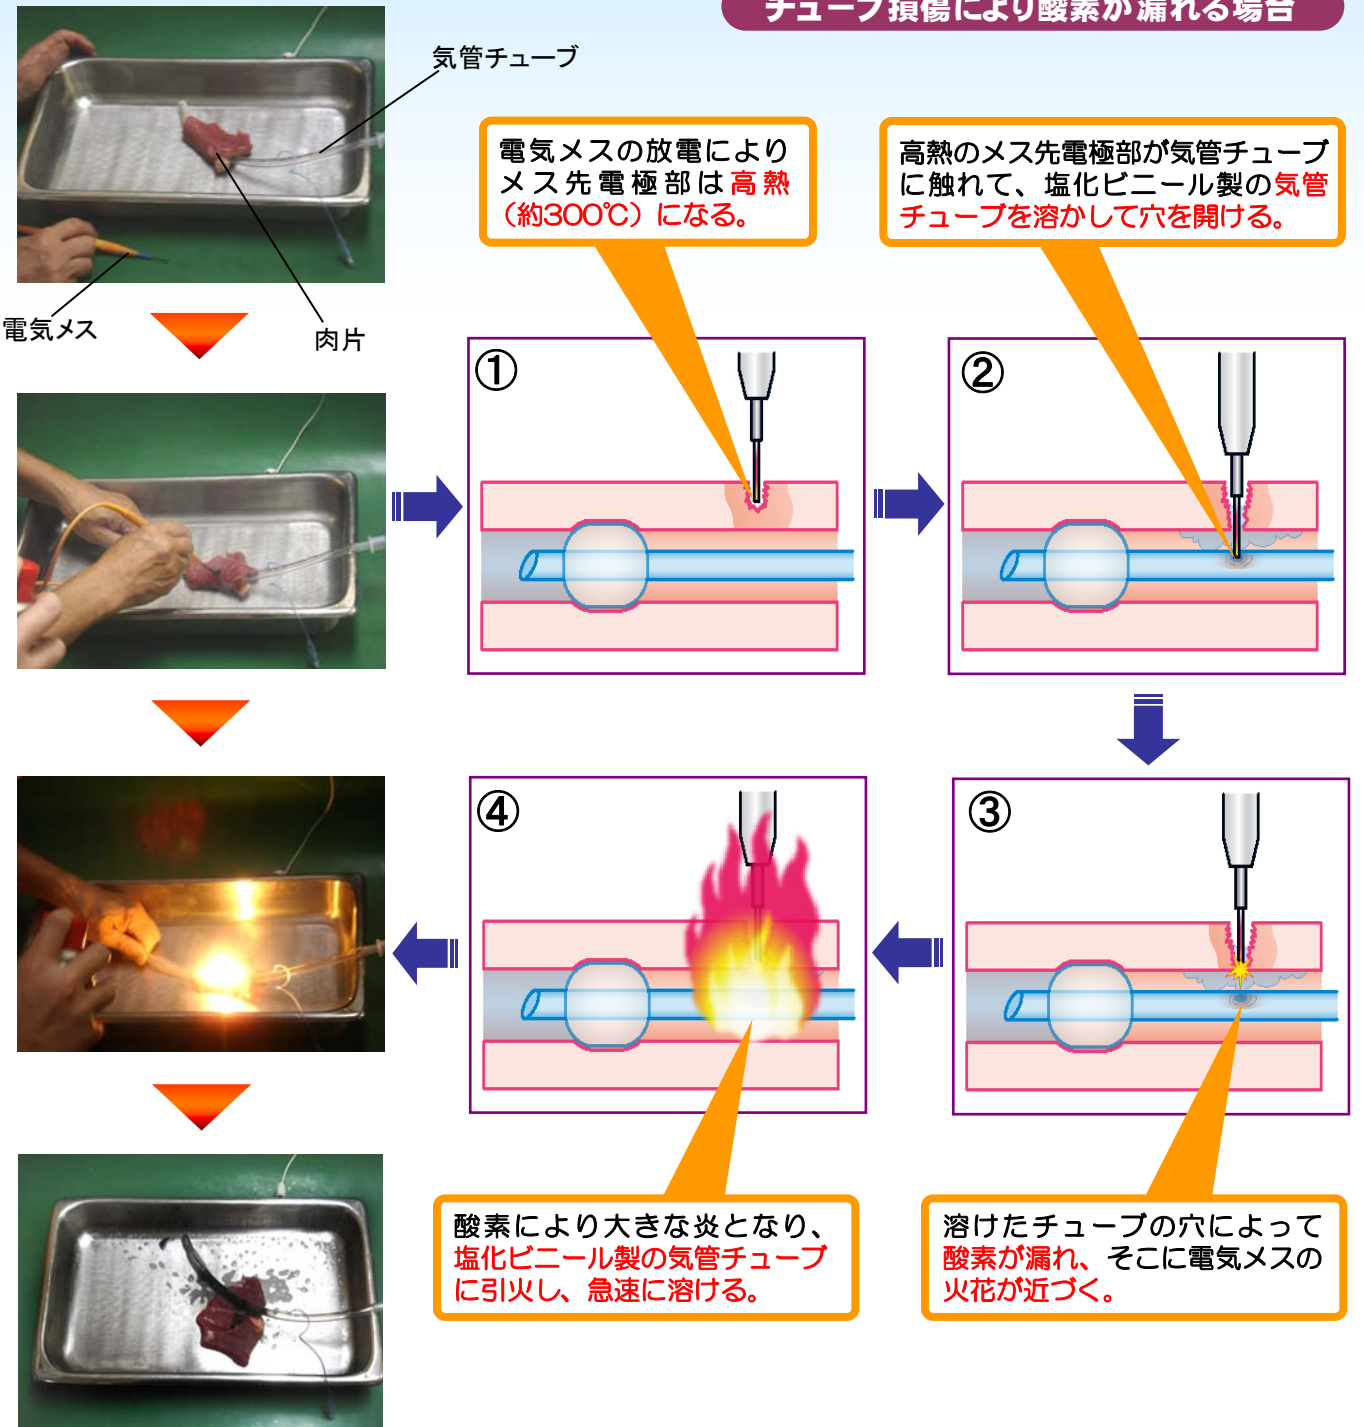 チューブ損傷により酸素が漏れる場合
気管チューブ
電気メス
肉片
電気メスの放電により
メス先電極部は高熱
（約300℃）になる。
高熱のメス先電極部が気管チューブ
に触れて、塩化ビニール製の気管
チューブを溶かして穴を開ける。
①
②
④
③
酸素により大きな炎となり、
塩化ビニール製の気管チューブ
に引火し、急速に溶ける。
溶けたチューブの穴によって
酸素が漏れ、そこに電気メスの
火花が近づく。